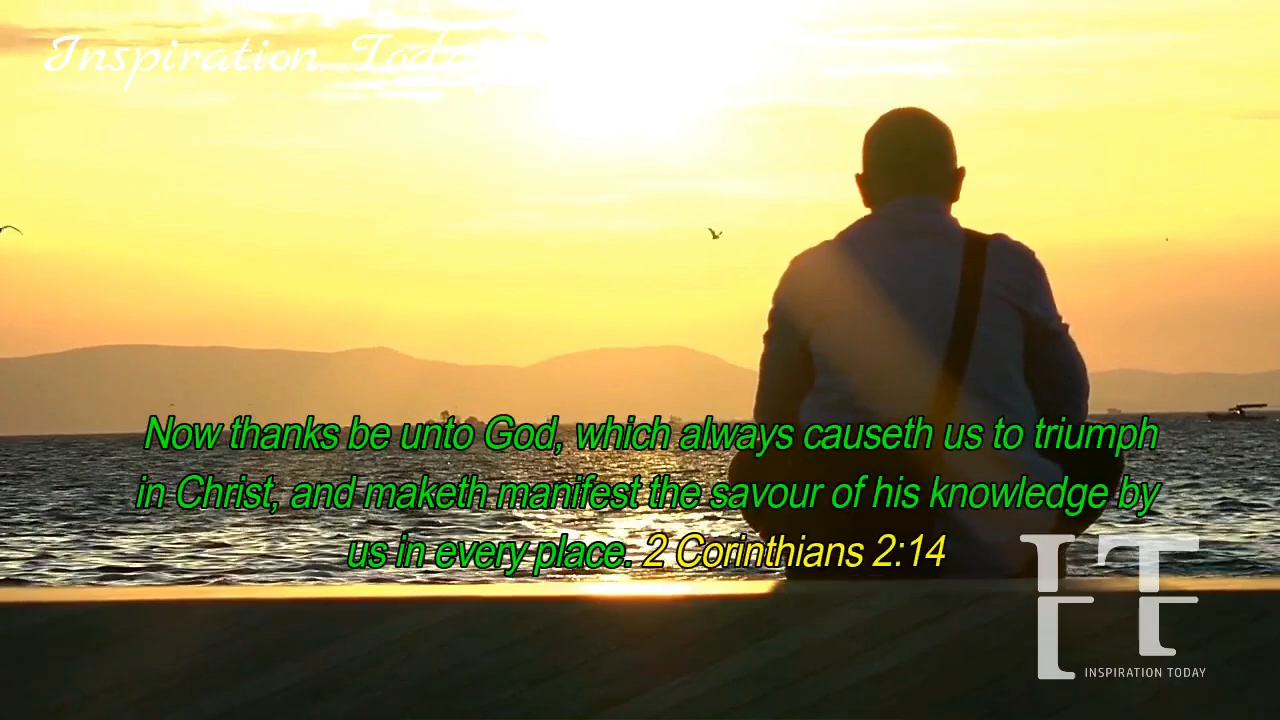 Inspiration Today
Now thanks be unto God, which always causeth us to triumph
in Christ, and maketh manifest the savour of his knowledge by
us in every place. 2 Corinthians 2:14
IT
INSPIRATION TODAY